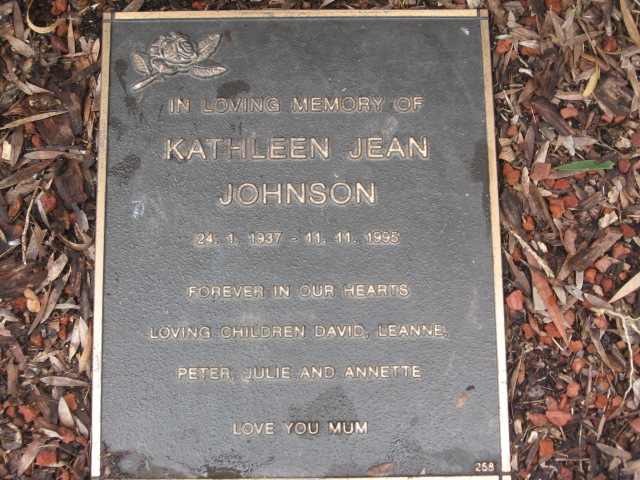 IN LOVING MEMORY OF
KATHLEEN JEAN
JOHNSON
24. 1. 1937 - 11. 11. 1995
FOREVER IN OUR HEARTS
LOVING CHILDREN DAVID, LEANNE,
PETER, JULIE AND ANNETTE
LOVE YOU MUM
258